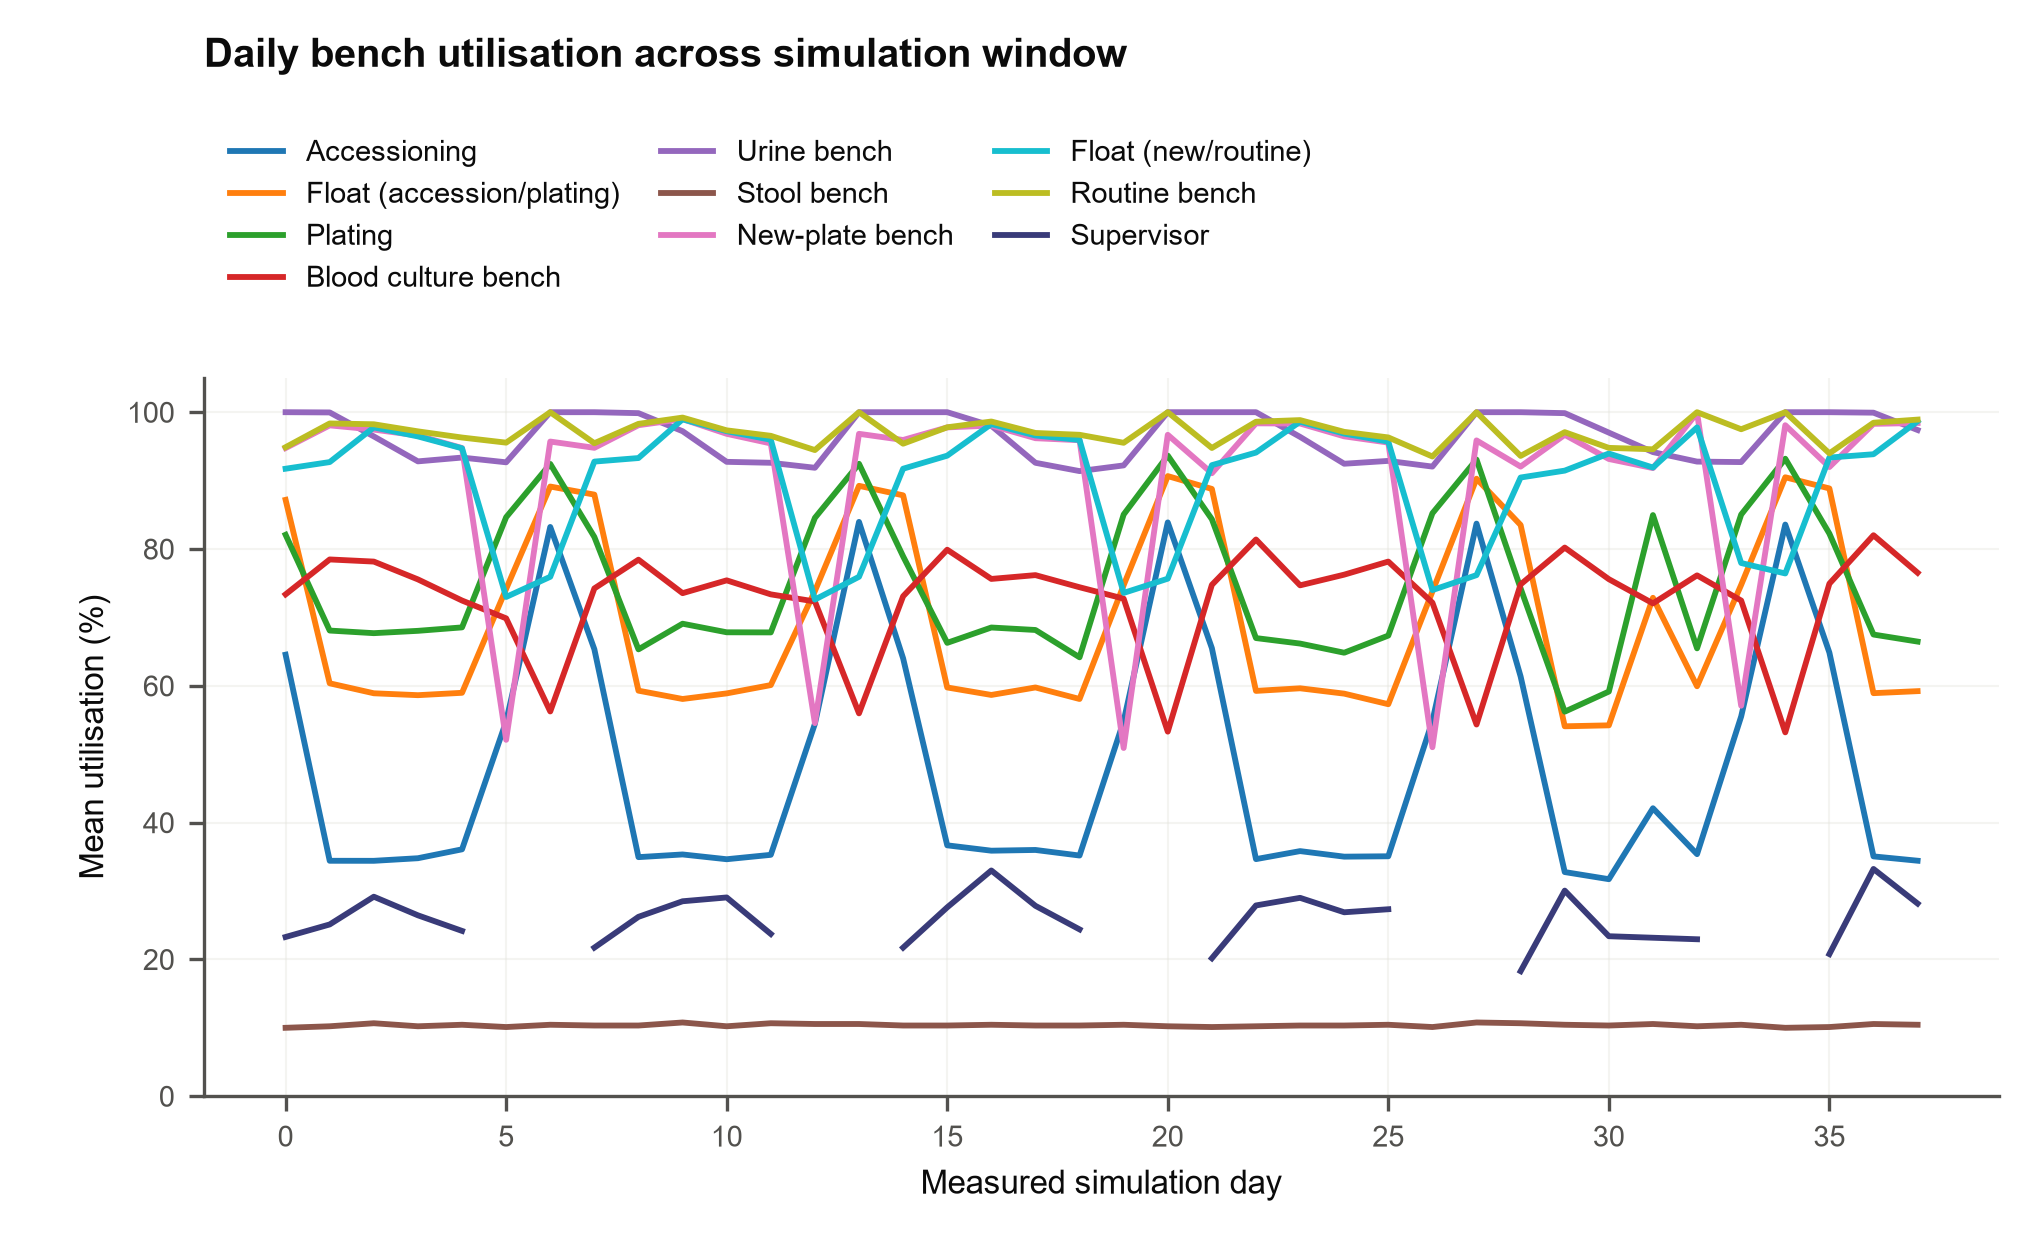 Daily bench utilisation across simulation window
Accessioning
Float (accession/plating)
Plating
Blood culture bench
Urine bench
Stool bench
New-plate bench
Float (new/routine)
Routine bench
Supervisor
Mean utilisation (%)
100
80
60
40
20
0
0 5 10 15 20 25 30 35
Measured simulation day